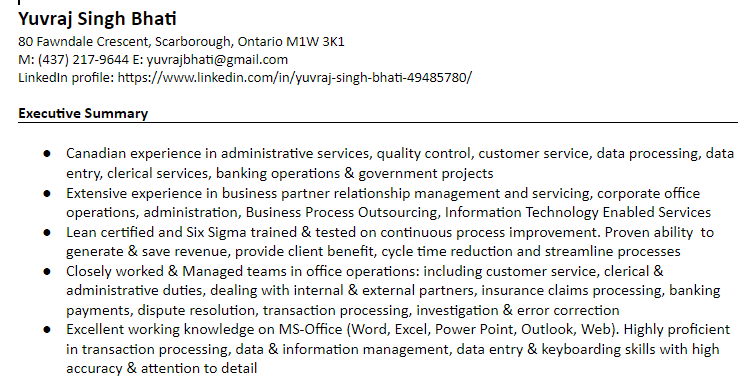 Yuvraj Singh Bhati
80 Fawndale Crescent, Scarborough, Ontario M1W 3K1
M: (437) 217-9644 E: yuvrajbhati@gmail.com
LinkedIn profile: https://www.linkedin.com/in/yuvraj-singh-bhati-49485780/
Executive Summary
● Canadian experience in administrative services, quality control, customer service, data processing, data
entry, clerical services, banking operations & government projects
● Extensive experience in business partner relationship management and servicing, corporate office
operations, administration, Business Process Outsourcing, Information Technology Enabled Services
● Lean certified and Six Sigma trained & tested on continuous process improvement. Proven ability to
generate & save revenue, provide client benefit, cycle time reduction and streamline processes
● Closely worked & Managed teams in office operations: including customer service, clerical &
administrative duties, dealing with internal & external partners, insurance claims processing, banking
payments, dispute resolution, transaction processing, investigation & error correction
● Excellent working knowledge on MS-Office (Word, Excel, Power Point, Outlook, Web). Highly proficient
in transaction processing, data & information management, data entry & keyboarding skills with high
accuracy & attention to detail